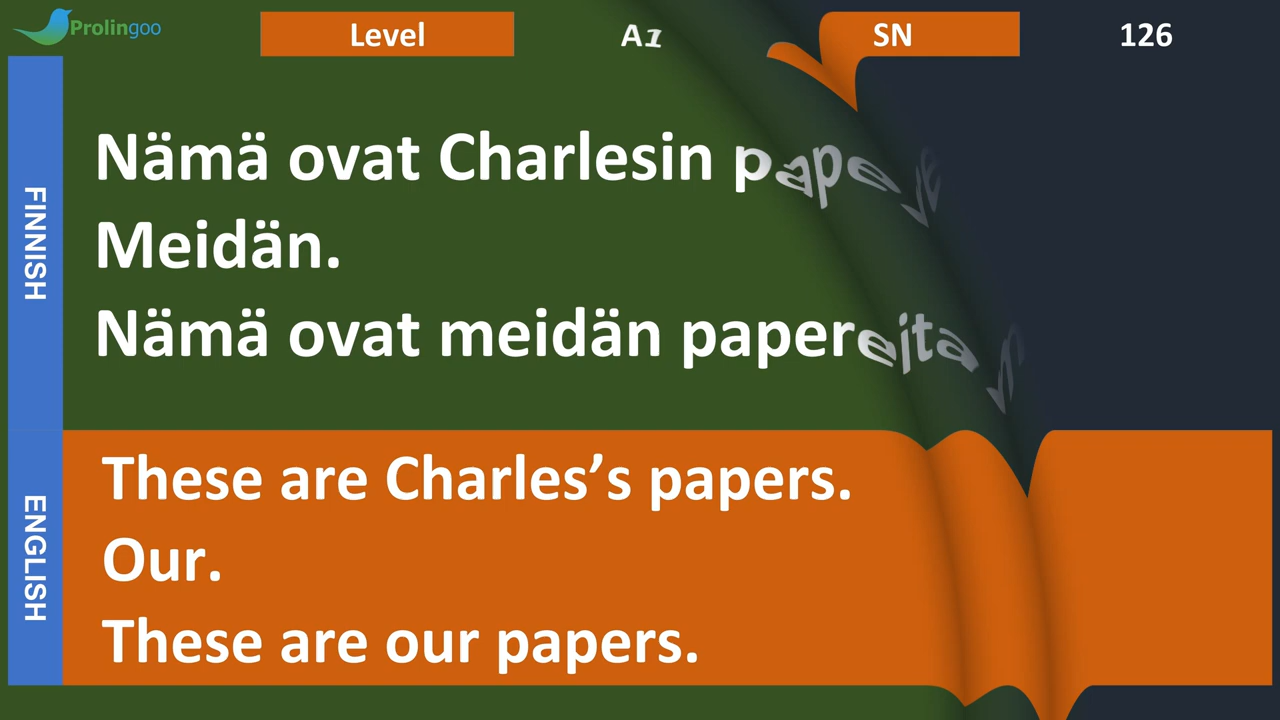 Prolingoo
Level A1 SN 126
FINNISH
Nämä ovat Charlesin
Meidän.
Nämä ovat meidän papereita
ENGLISH
These are Charles’s papers.
Our.
These are our papers.